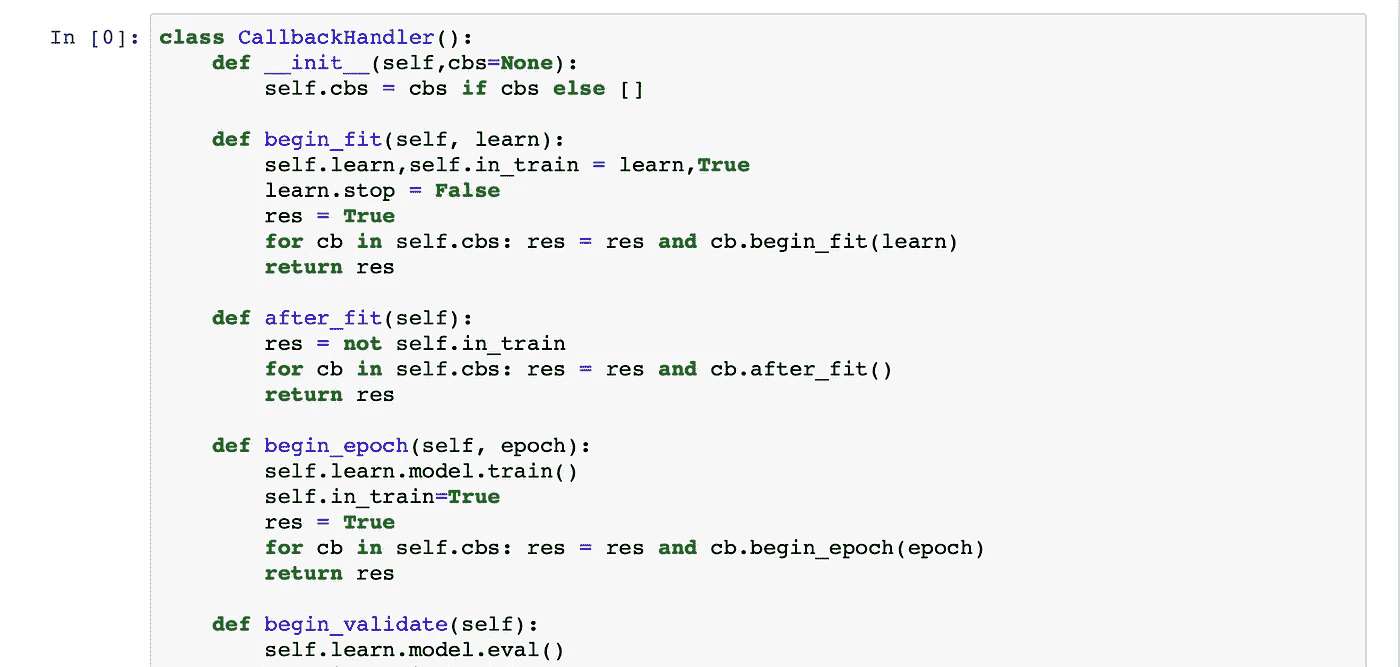 In [0]: class CallbackHandler():
    def __init__(self,cbs=None):
        self.cbs = cbs if cbs else []

    def begin_fit(self, learn):
        self.learn,self.in_train = learn,True
        learn.stop = False
        res = True
        for cb in self.cbs: res = res and cb.begin_fit(learn)
        return res

    def after_fit(self):
        res = not self.in_train
        for cb in self.cbs: res = res and cb.after_fit()
        return res

    def begin_epoch(self, epoch):
        self.learn.model.train()
        self.in_train=True
        res = True
        for cb in self.cbs: res = res and cb.begin_epoch(epoch)
        return res

    def begin_validate(self):
        self.learn.model.eval()